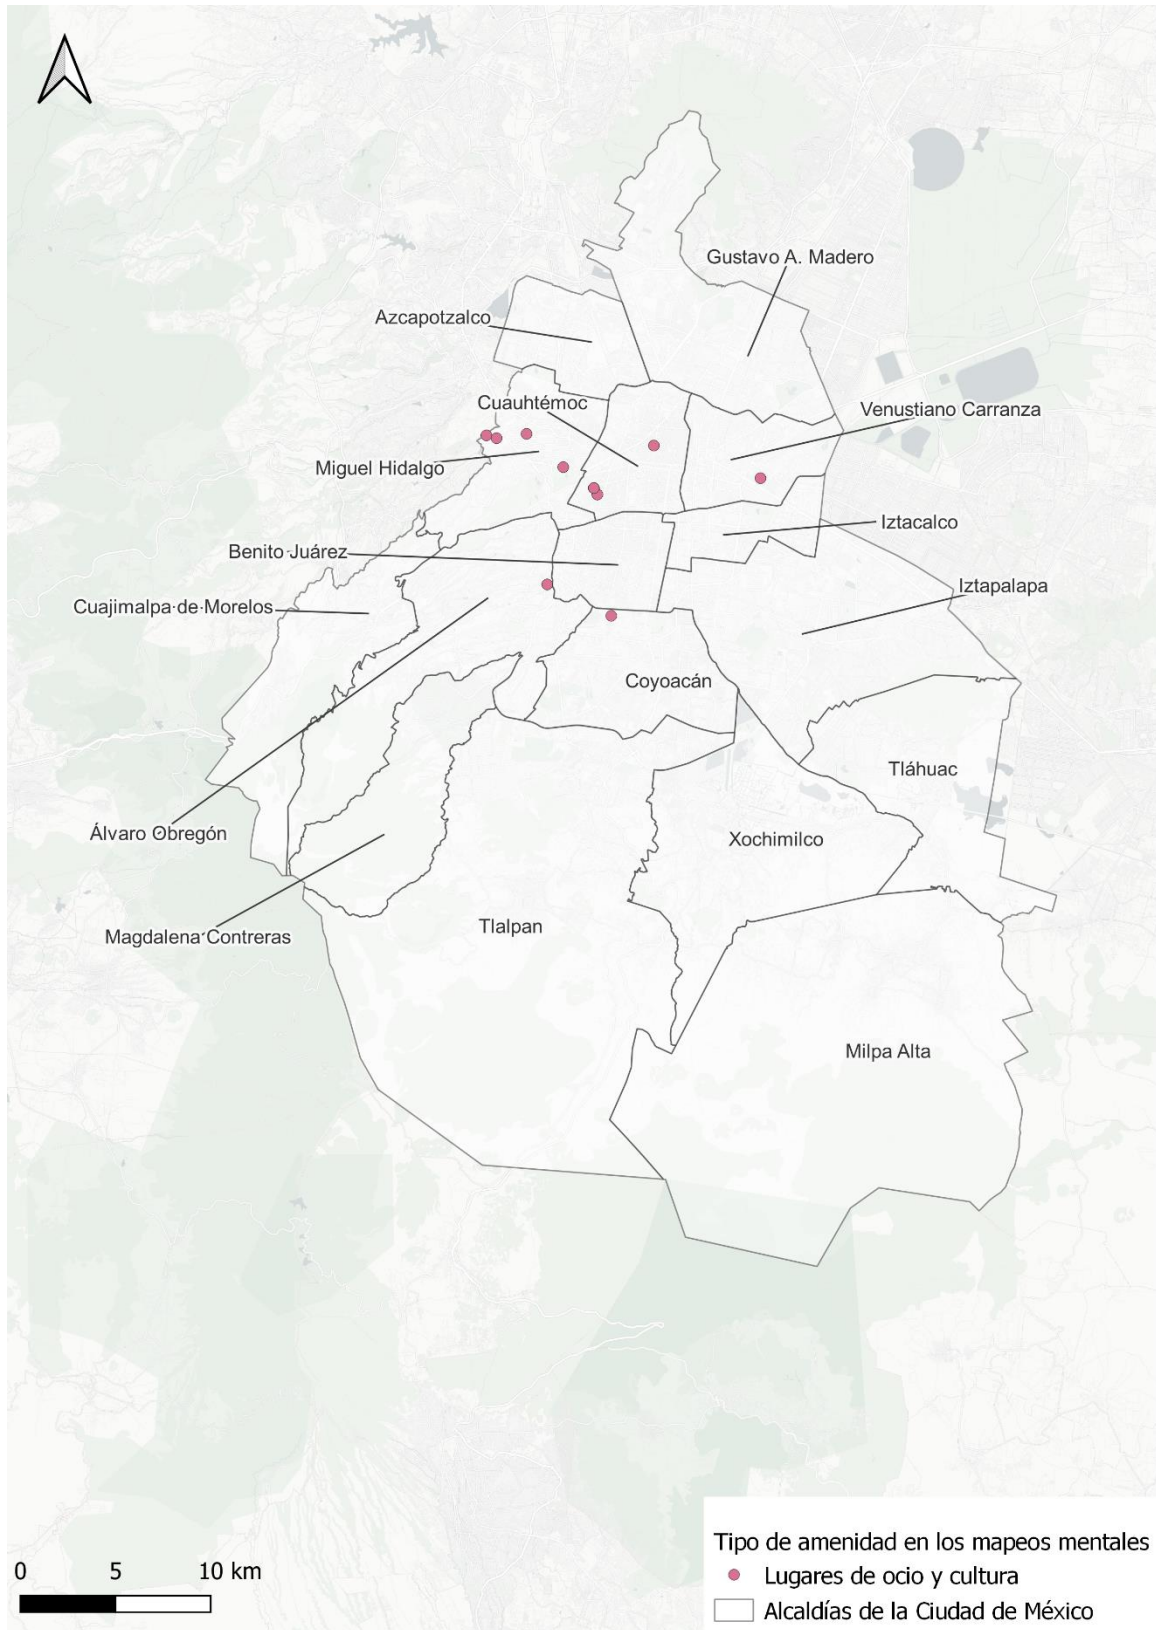 Gustavo A. Madero
Azcapotzalco
Cuauhtémoc
Venustiano Carranza
Miguel Hidalgo
Iztacalco
Benito Juárez
Iztapalapa
Cuajimalpa de Morelos
Coyoacán
Tláhuac
Álvaro Obregón
Xochimilco
Tlalpan
Magdalena Contreras
Milpa Alta
Tipo de amenidad en los mapeos mentales
Lugares de ocio y cultura
Alcaldías de la Ciudad de México
0 5 10 km